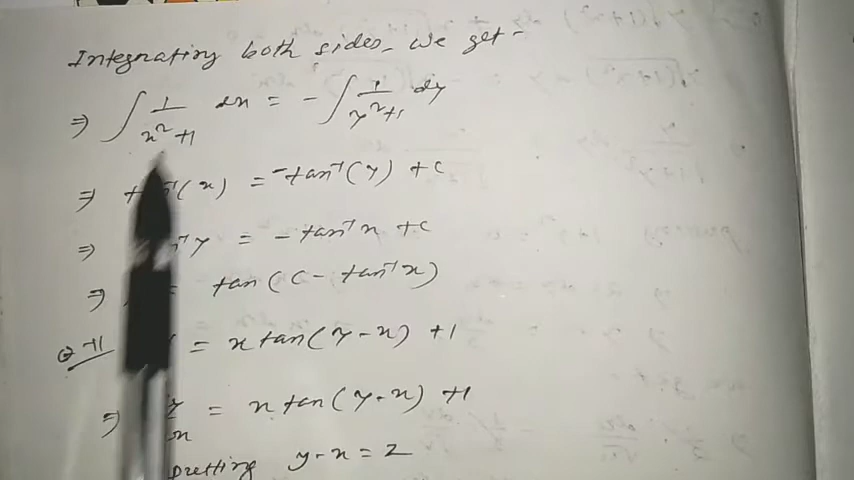 Integrating both sides, we get -
⇒ ∫ 1/(x²+1) dx = - ∫ 1/(y²+1) dy
⇒ (x) = -tan⁻¹(y) + c
⇒ y = -tan⁻¹x + c
⇒ = tan(c - tan⁻¹x)
Q → 11 = x tan(y-x) + 1
⇒ = x tan(y-x) + 1
putting y-x = z